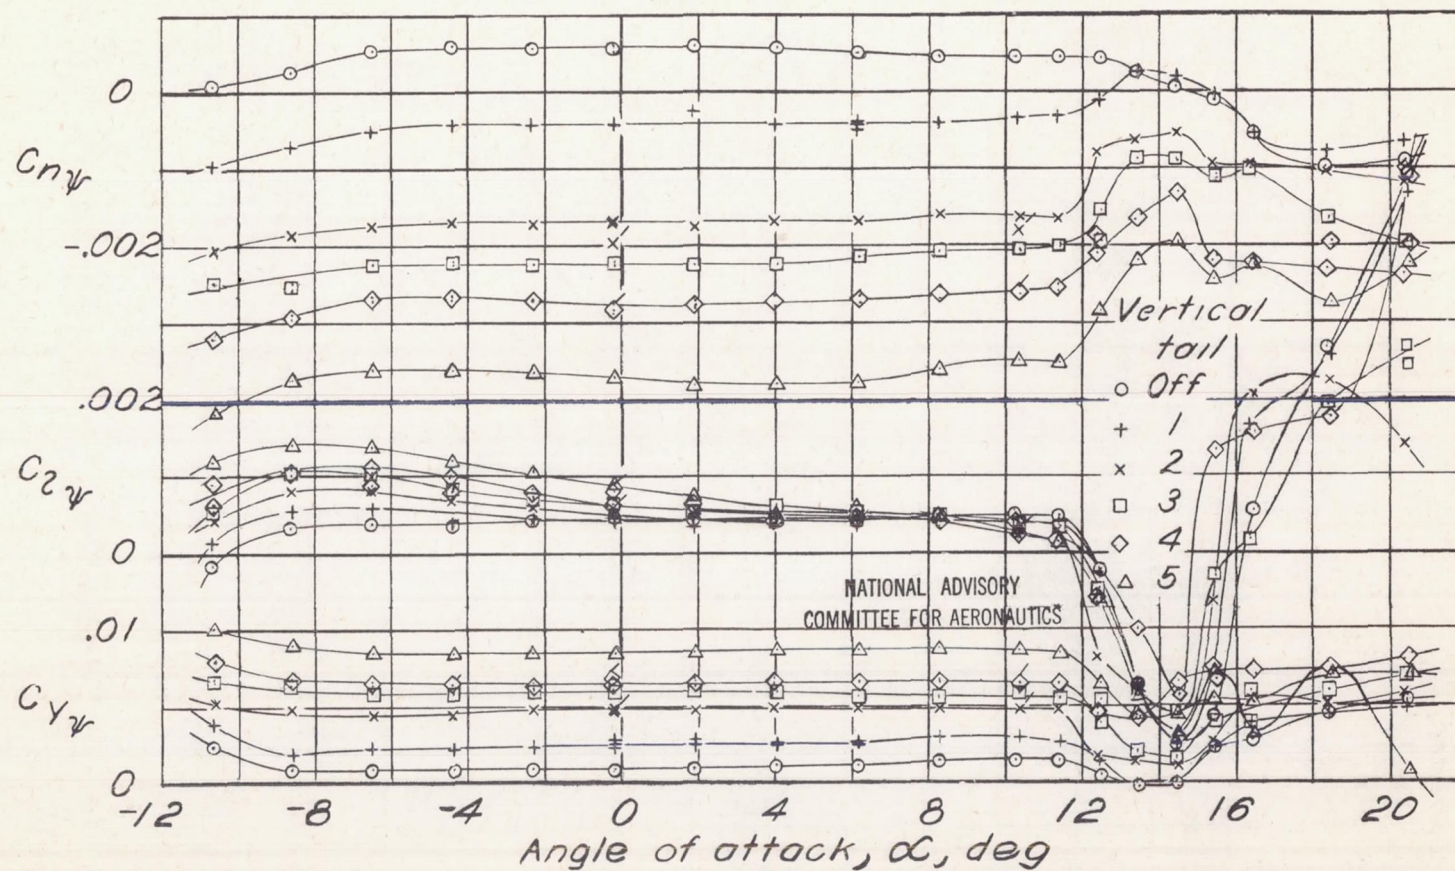 0
Cnψ
-.002
Vertical
tail
Off
1
2
3
4
5
.002
Clψ
0
NATIONAL ADVISORY
COMMITTEE FOR AERONAUTICS
.01
CYψ
0
-12 -8 -4 0 4 8 12 16 20
Angle of attack, α, deg